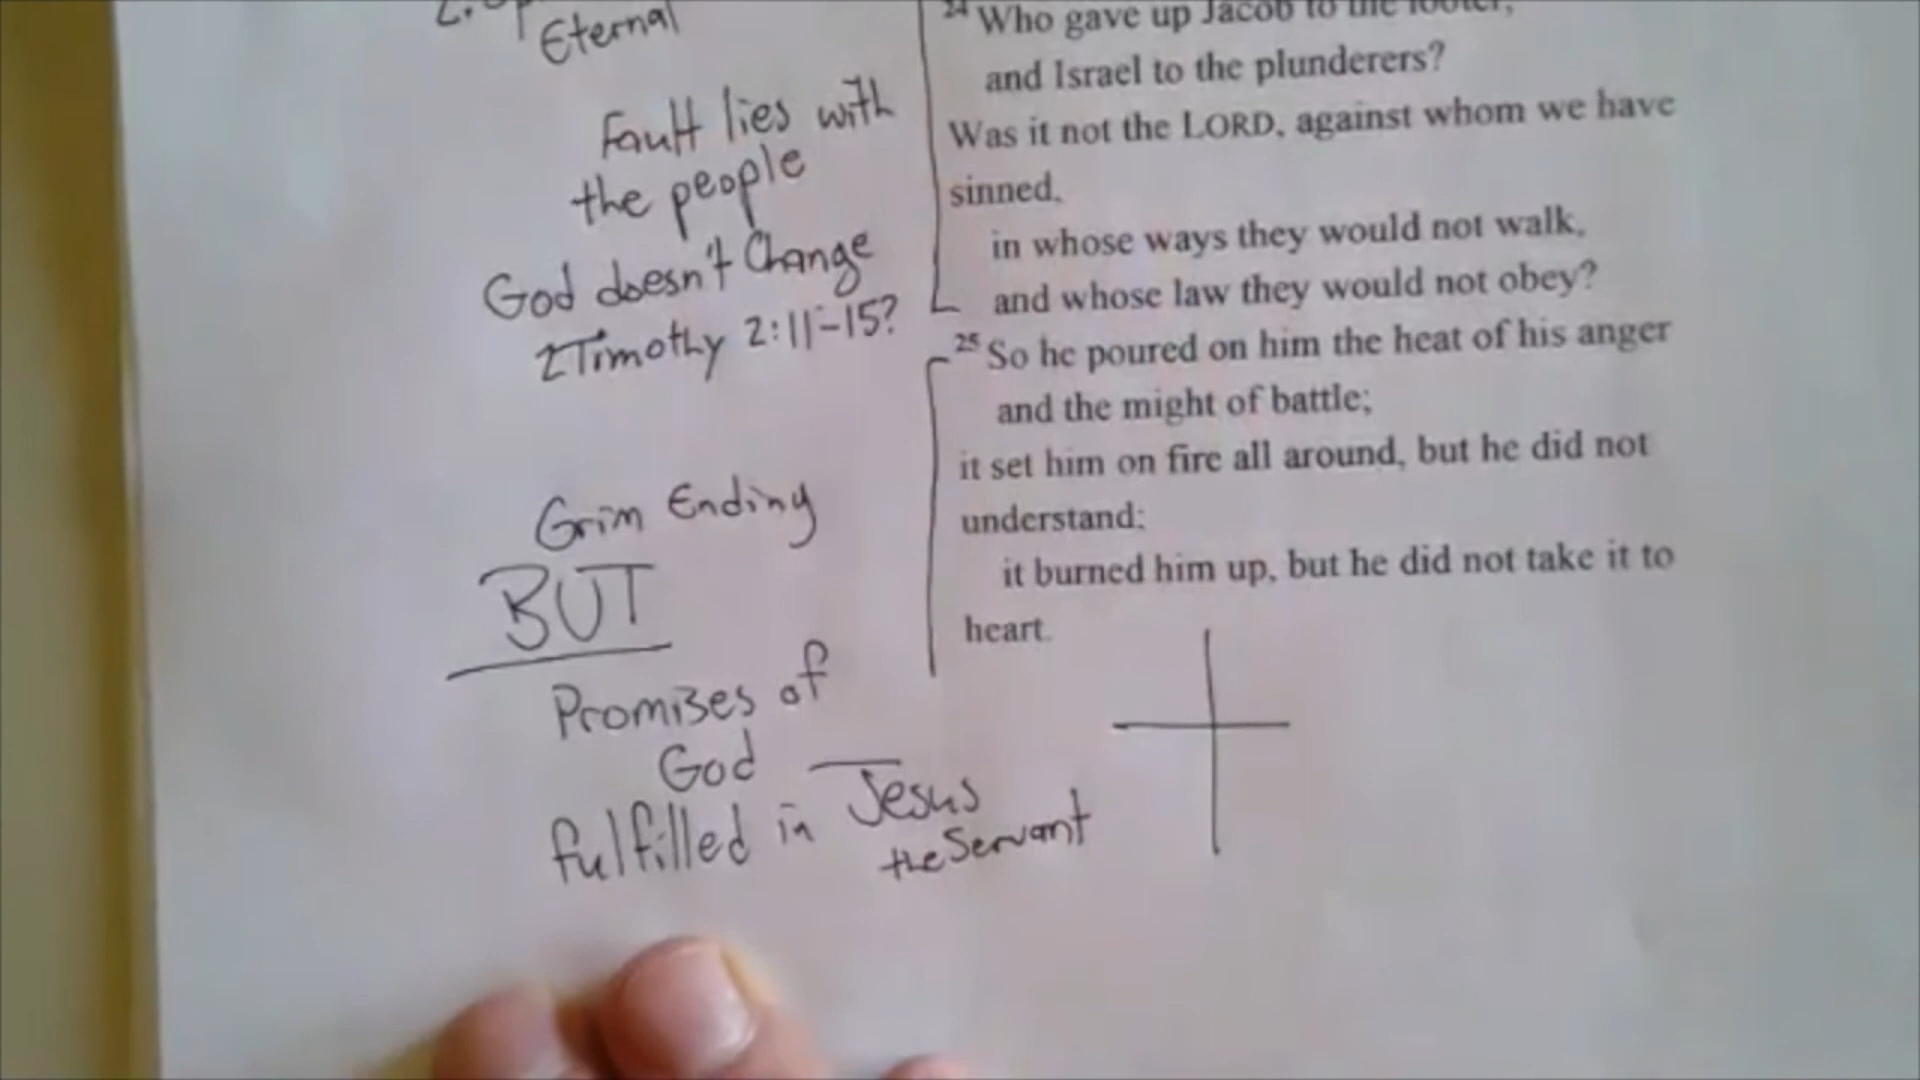 Eternal
Fault lies with
the people
God doesn't Change
2 Timothy 2:11-15?
Grim Ending
BUT
Promises of
God
fulfilled in Jesus
the Servant
24 Who gave up Jacob to the looter,
and Israel to the plunderers?
Was it not the LORD, against whom we have
sinned,
in whose ways they would not walk,
and whose law they would not obey?
25 So he poured on him the heat of his anger
and the might of battle;
it set him on fire all around, but he did not
understand;
it burned him up, but he did not take it to
heart.